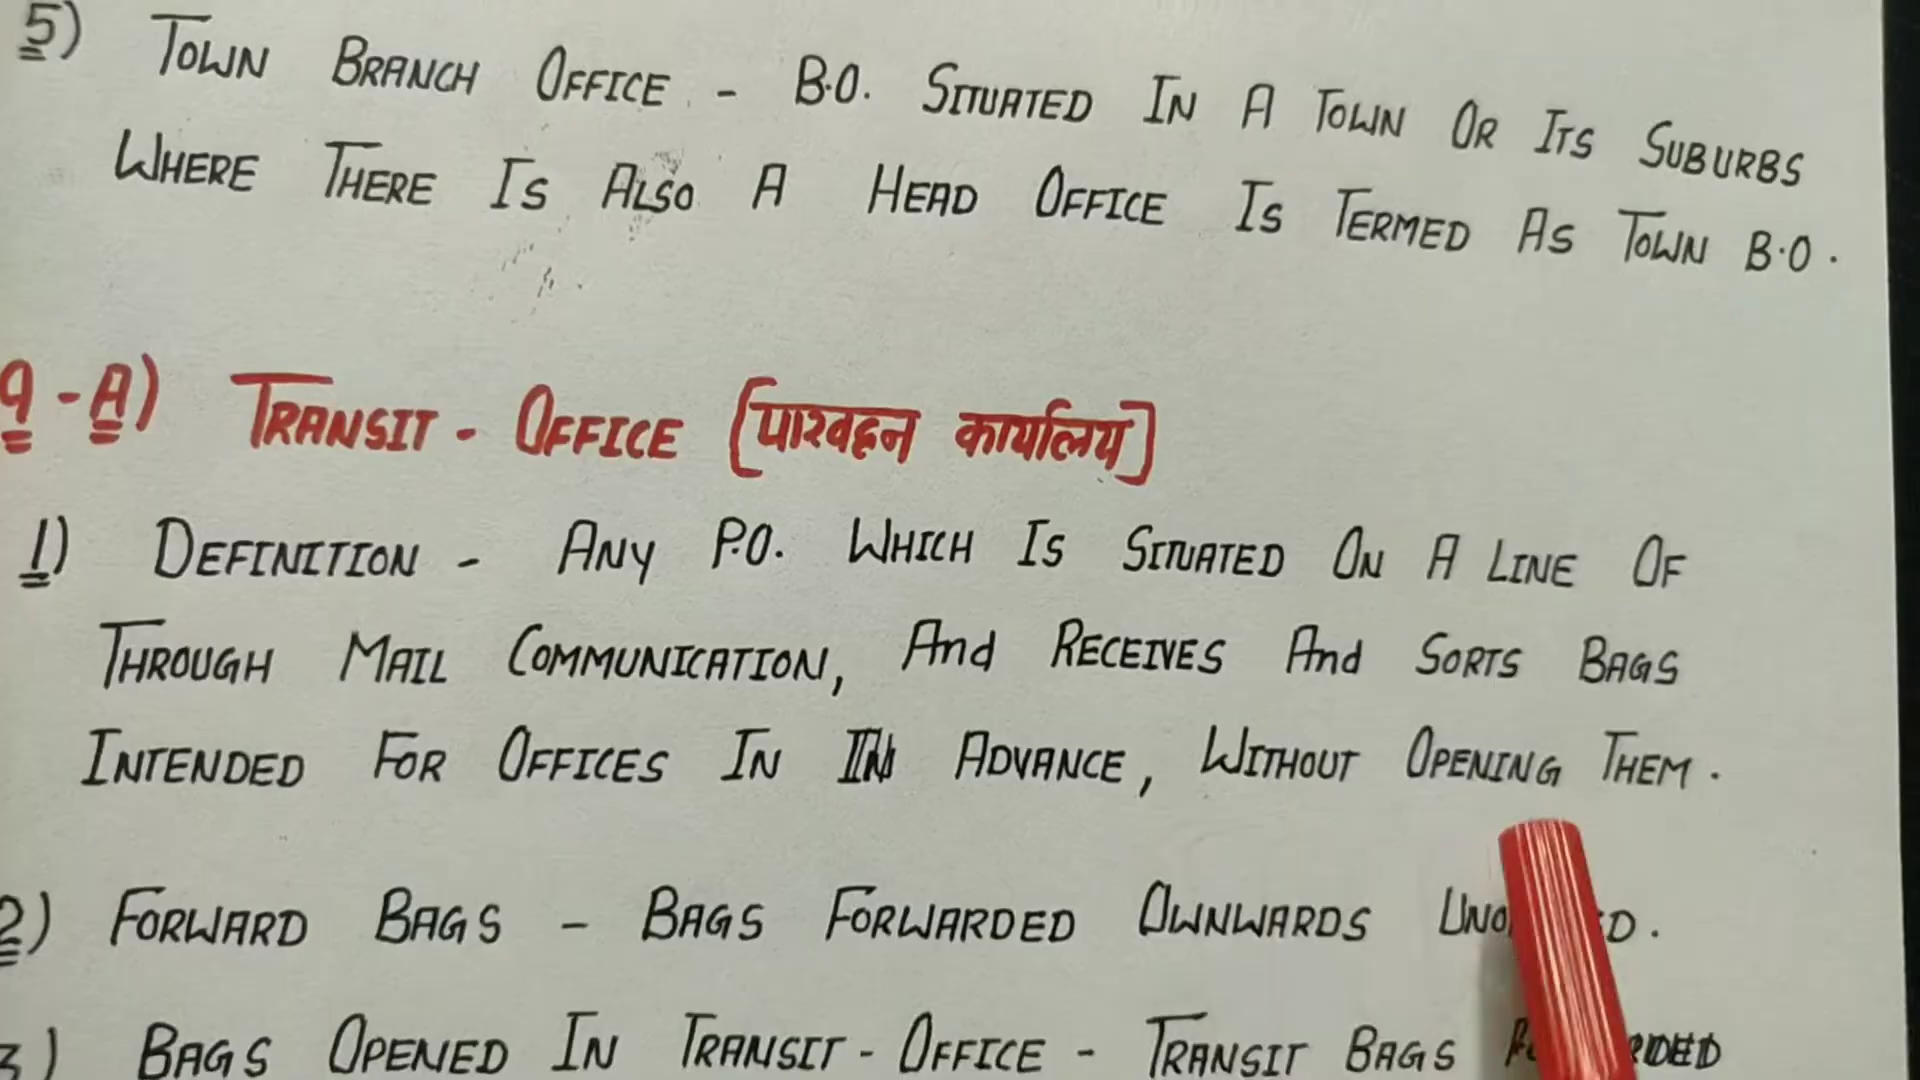 5) TOWN BRANCH OFFICE - B.O. SITUATED IN A TOWN OR ITS SUBURBS
WHERE THERE IS ALSO A HEAD OFFICE IS TERMED AS TOWN B.O.
9-A) TRANSIT-OFFICE [पारवहन कार्यालय]
1) DEFINITION - ANY P.O. WHICH IS SITUATED ON A LINE OF
THROUGH MAIL COMMUNICATION, And RECEIVES And SORTS BAGS
INTENDED FOR OFFICES IN IN ADVANCE, WITHOUT OPENING THEM.
2) FORWARD BAGS - BAGS FORWARDED OWNWARDS
3) BAGS OPENED IN TRANSIT-OFFICE - TRANSIT BAGS